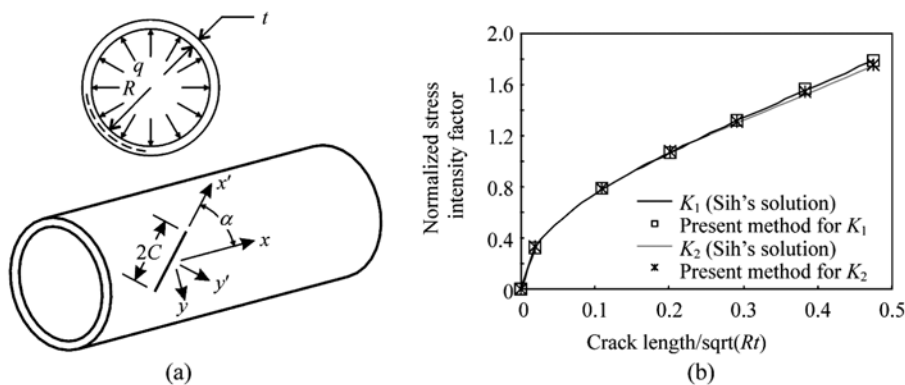 t
q
R
x′
α
x
2C
y′
y
(a)
Normalized stress
intensity factor
2.0
1.6
1.2
0.8
0.4
0
K₁ (Sih's solution)
Present method for K₁
K₂ (Sih's solution)
Present method for K₂
0 0.1 0.2 0.3 0.4 0.5
Crack length/sqrt(Rt)
(b)